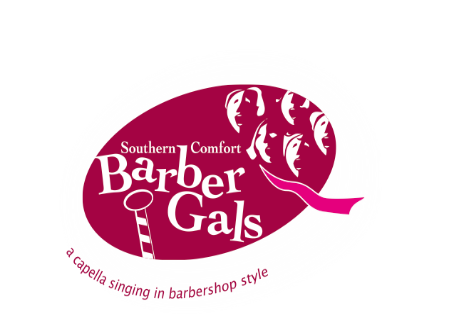 Southern Comfort
Barber
Gals
a capella singing in barbershop style